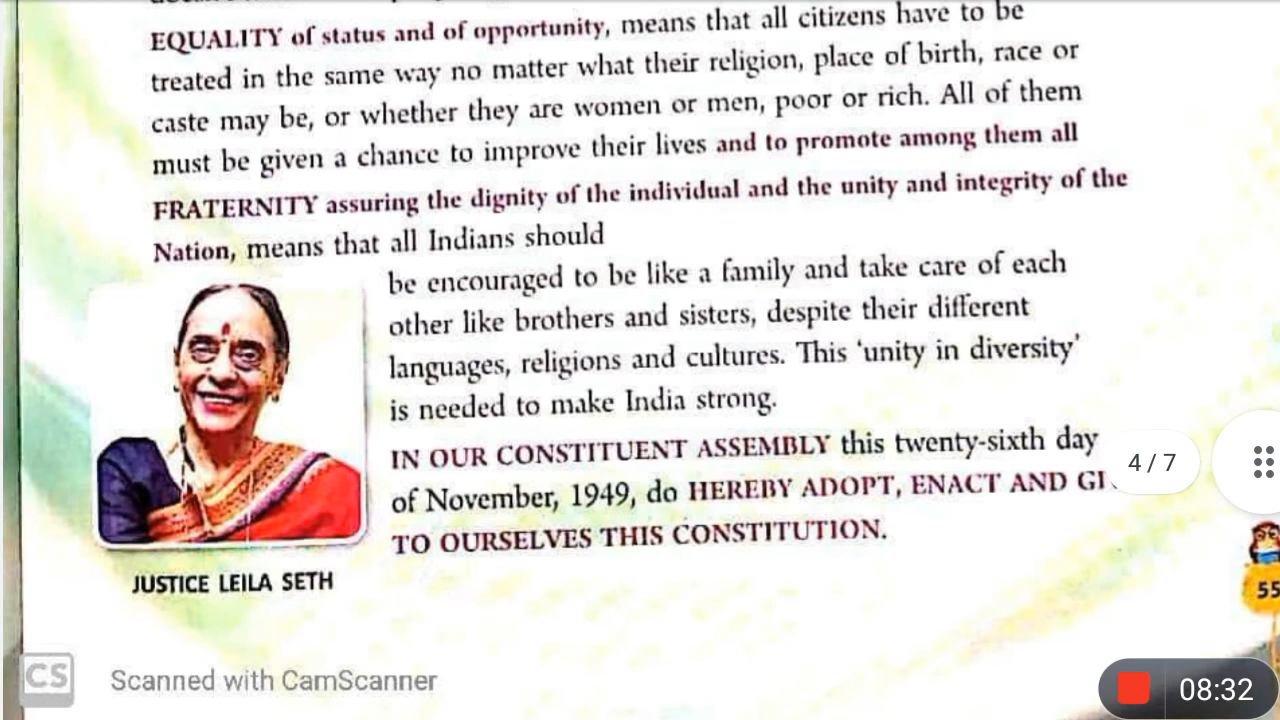 EQUALITY of status and of opportunity, means that all citizens have to be
treated in the same way no matter what their religion, place of birth, race or
caste may be, or whether they are women or men, poor or rich. All of them
must be given a chance to improve their lives and to promote among them all
FRATERNITY assuring the dignity of the individual and the unity and integrity of the
Nation, means that all Indians should
be encouraged to be like a family and take care of each
other like brothers and sisters, despite their different
languages, religions and cultures. This ‘unity in diversity’
is needed to make India strong.
IN OUR CONSTITUENT ASSEMBLY this twenty-sixth day
of November, 1949, do HEREBY ADOPT, ENACT AND
TO OURSELVES THIS CONSTITUTION.
JUSTICE LEILA SETH
4 / 7
55
CS Scanned with CamScanner
08:32